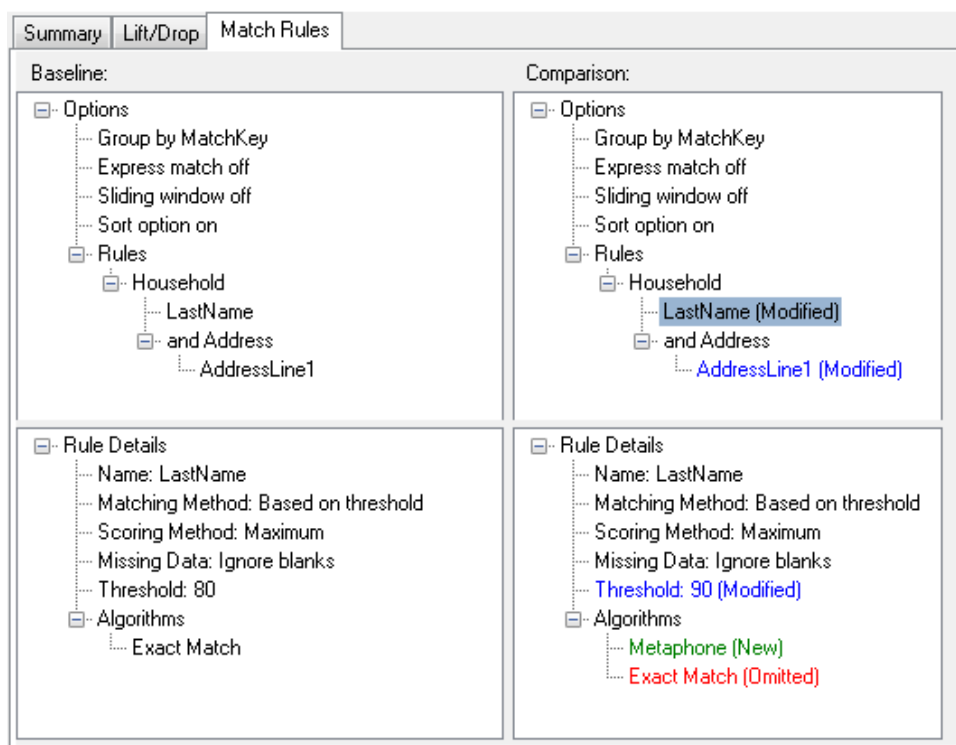 Summary
Lift/Drop
Match Rules
Baseline:
Options
Group by MatchKey
Express match off
Sliding window off
Sort option on
Rules
Household
LastName
and Address
AddressLine1
Rule Details
Name: LastName
Matching Method: Based on threshold
Scoring Method: Maximum
Missing Data: Ignore blanks
Threshold: 80
Algorithms
Exact Match
Comparison:
Options
Group by MatchKey
Express match off
Sliding window off
Sort option on
Rules
Household
LastName (Modified)
and Address
AddressLine1 (Modified)
Rule Details
Name: LastName
Matching Method: Based on threshold
Scoring Method: Maximum
Missing Data: Ignore blanks
Threshold: 90 (Modified)
Algorithms
Metaphone (New)
Exact Match (Omitted)